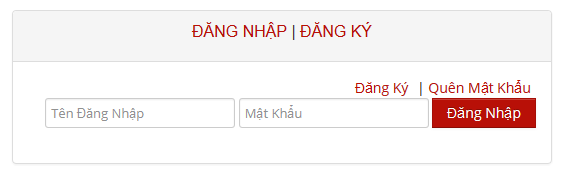 ĐĂNG NHẬP | ĐĂNG KÝ
Đăng Ký | Quên Mật Khẩu
Tên Đăng Nhập Mật Khẩu Đăng Nhập